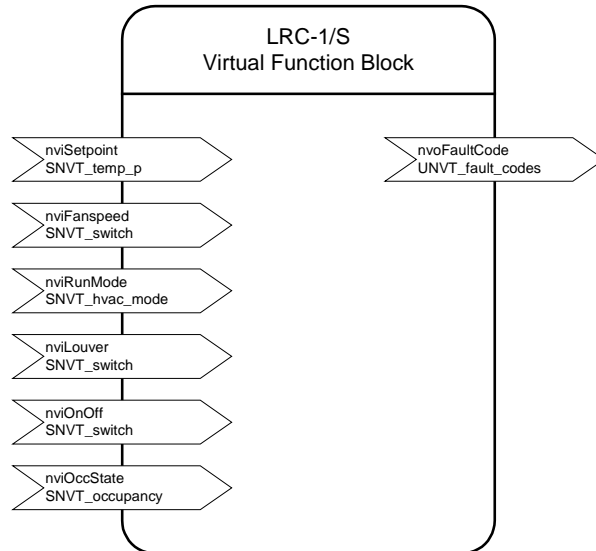 LRC-1/S
Virtual Function Block
nviSetpoint
SNVT_temp_p
nvoFaultCode
UNVT_fault_codes
nviFanspeed
SNVT_switch
nviRunMode
SNVT_hvac_mode
nviLouver
SNVT_switch
nviOnOff
SNVT_switch
nviOccState
SNVT_occupancy